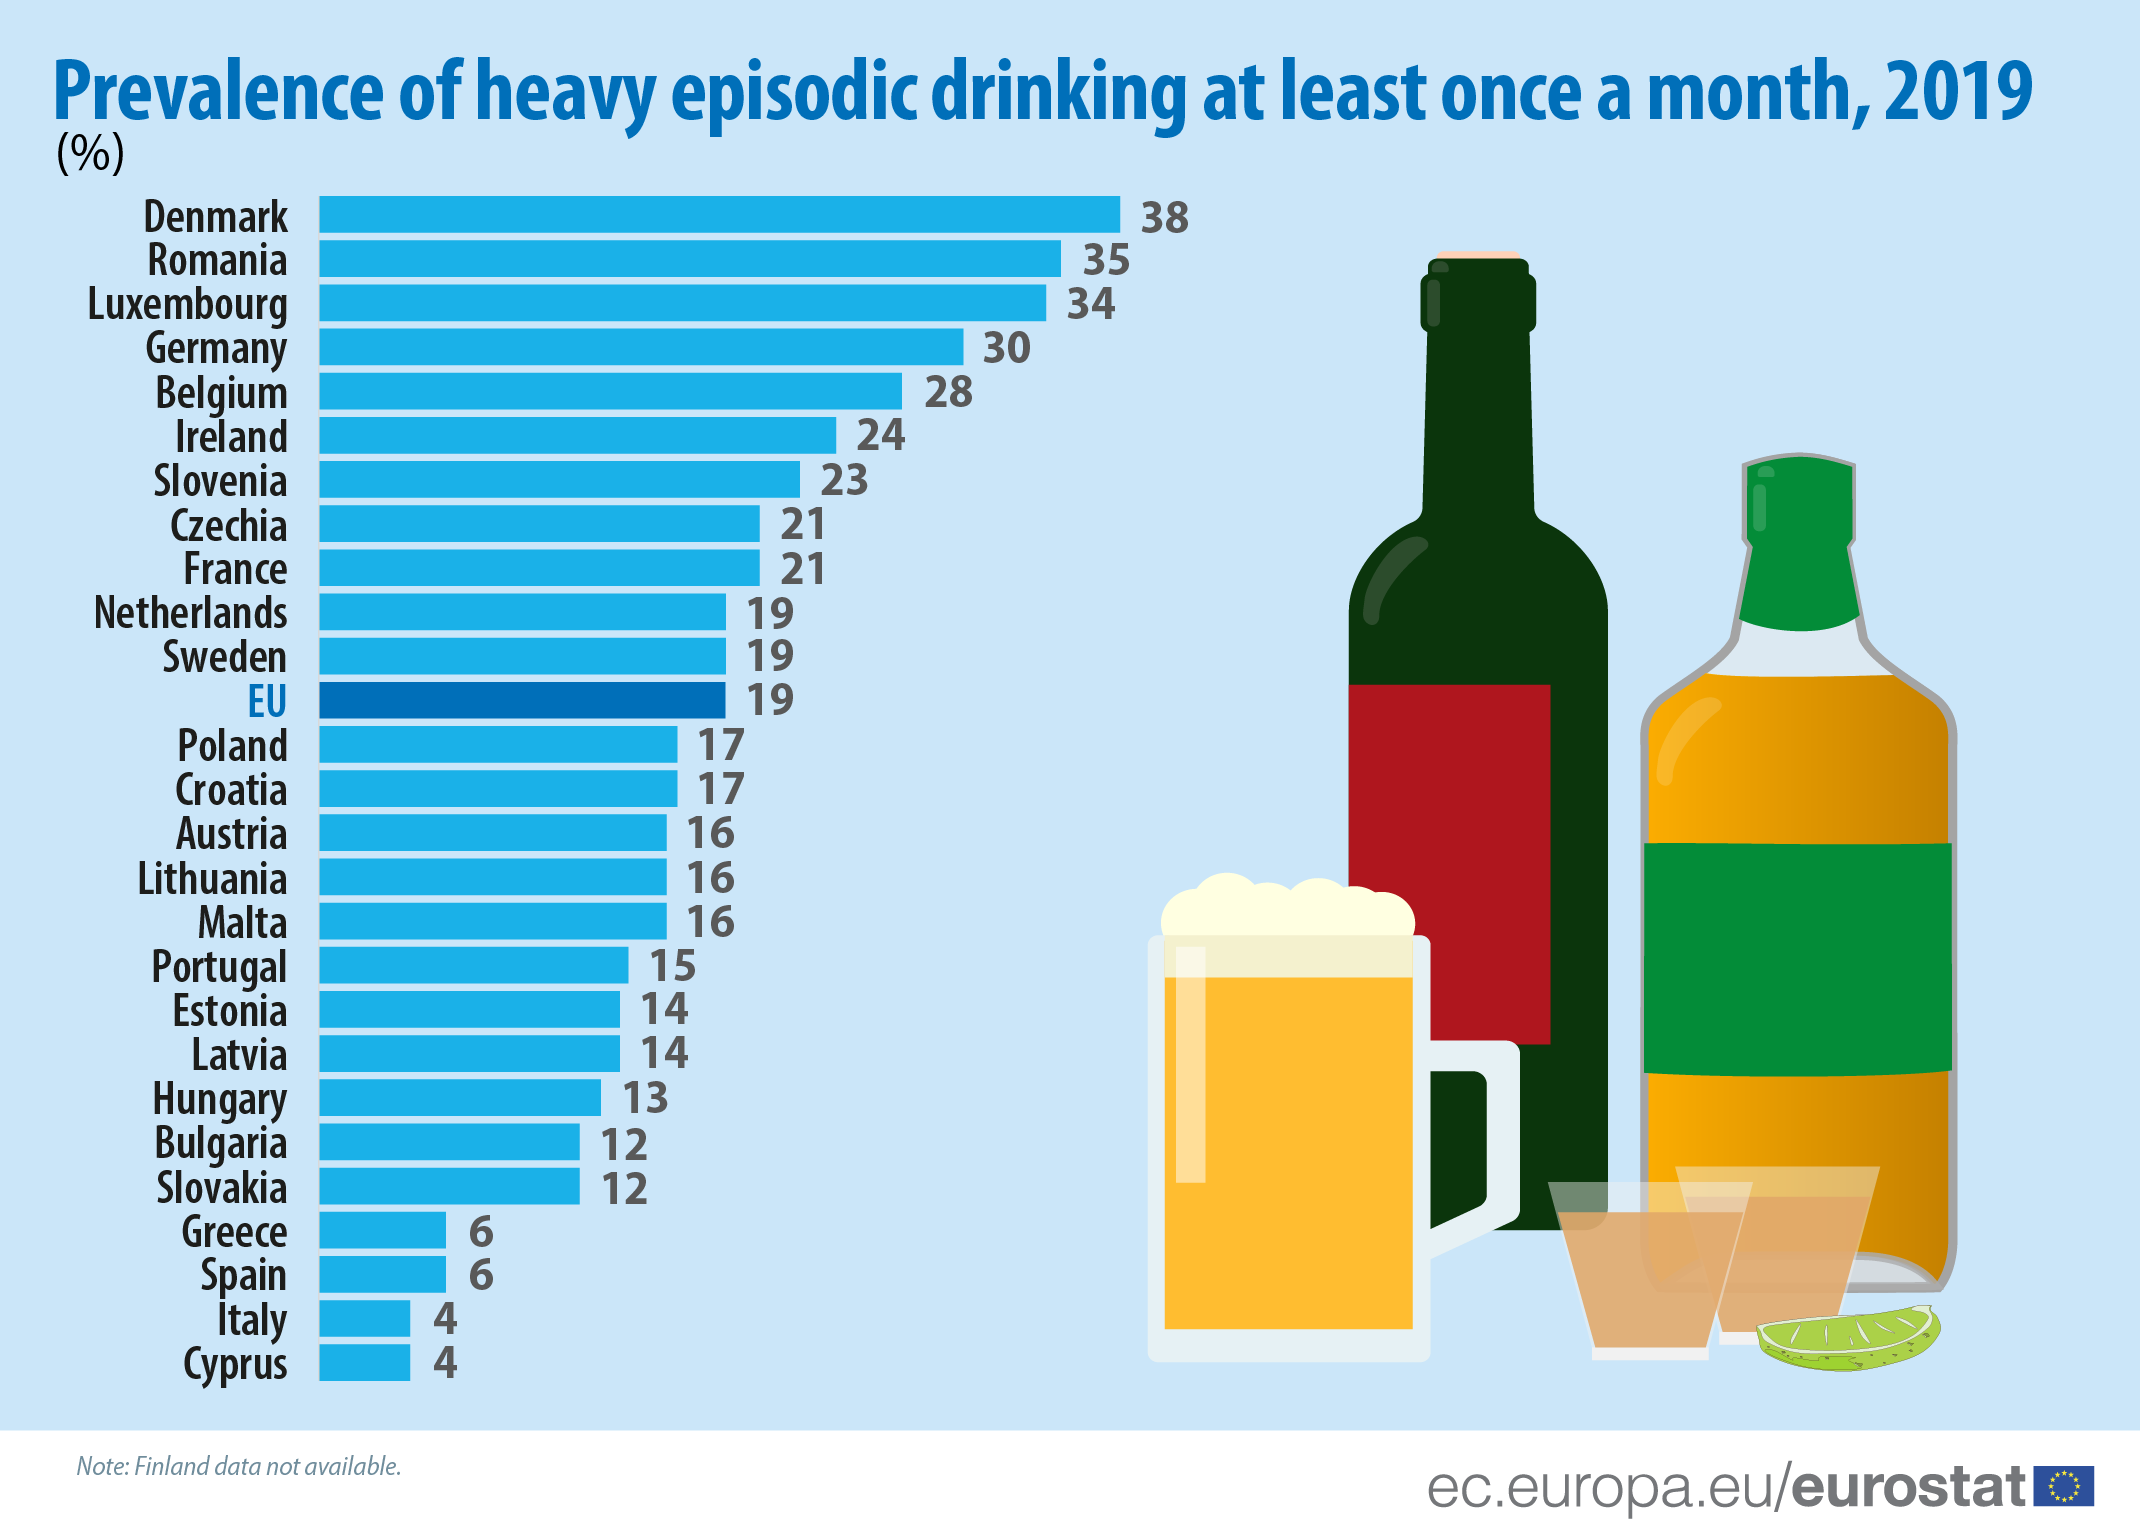 Prevalence of heavy episodic drinking at least once a month, 2019
(%)
Denmark 38
Romania 35
Luxembourg 34
Germany 30
Belgium 28
Ireland 24
Slovenia 23
Czechia 21
France 21
Netherlands 19
Sweden 19
EU 19
Poland 17
Croatia 17
Austria 16
Lithuania 16
Malta 16
Portugal 15
Estonia 14
Latvia 14
Hungary 13
Bulgaria 12
Slovakia 12
Greece 6
Spain 6
Italy 4
Cyprus 4
Note: Finland data not available.
ec.europa.eu/eurostat